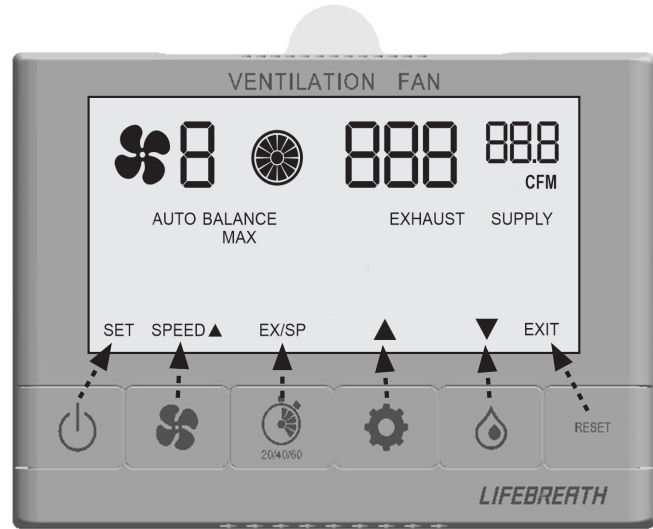 VENTILATION FAN
8 888 88.8
CFM
AUTO BALANCE EXHAUST SUPPLY
MAX
SET SPEED▲ EX/SP ▲ ▼ EXIT
20/40/60 RESET
LIFEBREATH